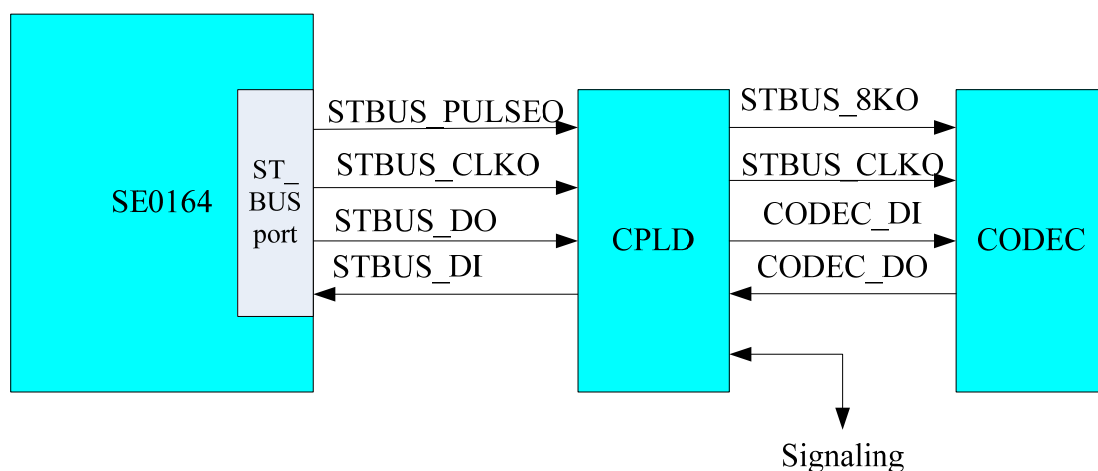 SE0164
ST_
BUS
port
STBUS_PULSEO
STBUS_CLKO
STBUS_DO
STBUS_DI
CPLD
STBUS_8KO
STBUS_CLKO
CODEC_DI
CODEC_DO
CODEC
Signaling